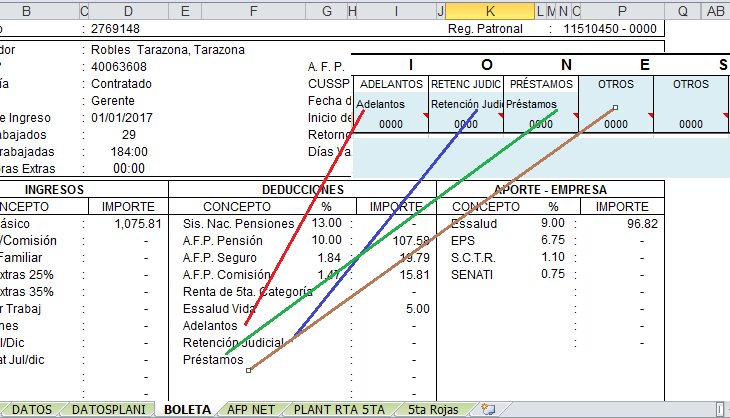 B C D E F G H I J K L M N O P Q AB
: 2769148 Reg. Patronal : 11510450 - 0000
dor : Robles Tarazona, Tarazona
: 40063608 A. F. P.
ía : Contratado CUSSP
: Gerente Fecha d
e Ingreso : 01/01/2017 Inicio de
abajados : 29 Retorno
rabajadas : 184:00 Días Va
oras Extras : 00:00
I O N E S
ADELANTOS RETENC JUDIC PRÉSTAMOS OTROS OTROS
Adelantos Retención Judic Préstamos
0000 0000 0000 0000 0000
INGRESOS DEDUCCIONES APORTE - EMPRESA
NCEPTO IMPORTE CONCEPTO % IMPORTE CONCEPTO % IMPORTE
ásico : 1,075.81 Sis. Nac. Pensiones 13.00 : - Essalud 9.00 : 96.82
/Comisión : - A.F.P. Pensión 10.00 : 107.58 EPS 6.75 : -
Familiar : - A.F.P. Seguro 1.84 : 19.79 S.C.T.R. 1.10 : -
xtras 25% : - A.F.P. Comisión 1.47 : 15.81 SENATI 0.75 : -
xtras 35% : - Renta de 5ta. Categoría : - : -
r Trabaj : - Essalud Vida : 5.00 : -
nes : - Adelantos : - : -
l/Dic : - Retención Judicial : - : -
at Jul/dic : - Préstamos : -
: - : -
: - : -
DATOS DATOSPLANI BOLETA AFP NET PLANT RTA 5TA 5ta Rojas